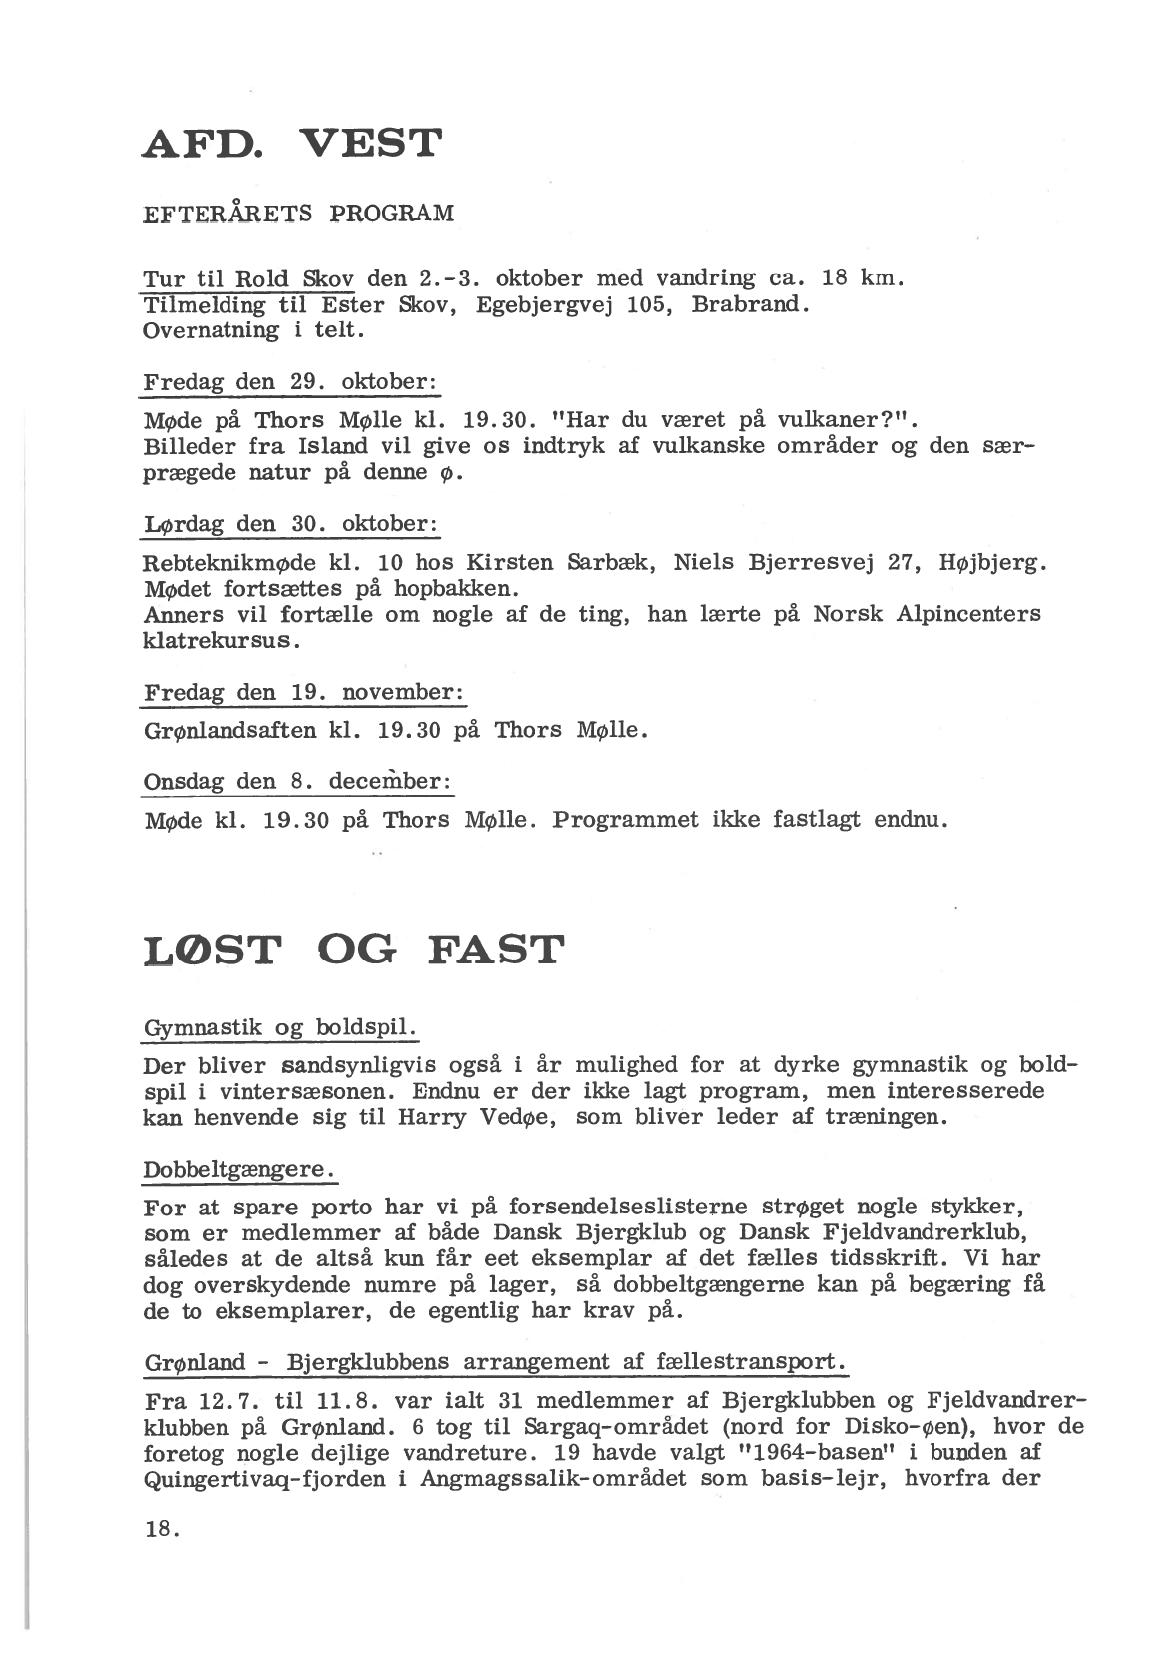 AFD. VEST
EFTERÅRETS PROGRAM
Tur til Rold Skov den 2.-3. oktober med vandring ca. 18 km.
Tilmelding til Ester Skov, Egebjergvej 105, Brabrand.
Overnatning i telt.
Fredag den 29. oktober:
Møde på Thors Mølle kl. 19.30. "Har du været på vulkaner?".
Billeder fra Island vil give os indtryk af vulkanske områder og den sær-
prægede natur på denne ø.
Lørdag den 30. oktober:
Rebteknikmøde kl. 10 hos Kirsten Sarbæk, Niels Bjerresvej 27, Højbjerg.
Mødet fortsættes på hopbakken.
Anners vil fortælle om nogle af de ting, han lærte på Norsk Alpincenters
klatrekursus.
Fredag den 19. november:
Grønlandsaften kl. 19.30 på Thors Mølle.
Onsdag den 8. december:
Møde kl. 19.30 på Thors Mølle. Programmet ikke fastlagt endnu.
LØST OG FAST
Gymnastik og boldspil.
Der bliver sandsynligvis også i år mulighed for at dyrke gymnastik og bold-
spil i vintersæsonen. Endnu er der ikke lagt program, men interesserede
kan henvende sig til Harry Vedøe, som bliver leder af træningen.
Dobbeltgængere.
For at spare porto har vi på forsendelseslisterne strøget nogle stykker,
som er medlemmer af både Dansk Bjergklub og Dansk Fjeldvandrerklub,
således at de altså kun får eet eksemplar af det fælles tidsskrift. Vi har
dog overskydende numre på lager, så dobbeltgængerne kan på begæring få
de to eksemplarer, de egentlig har krav på.
Grønland - Bjergklubbens arrangement af fællestransport.
Fra 12.7. til 11.8. var ialt 31 medlemmer af Bjergklubben og Fjeldvandrer-
klubben på Grønland. 6 tog til Sargaq-området (nord for Disko-øen), hvor de
foretog nogle dejlige vandreture. 19 havde valgt "1964-basen" i bunden af
Quingertivaq-fjorden i Angmagssalik-området som basis-lejr, hvorfra der
18.